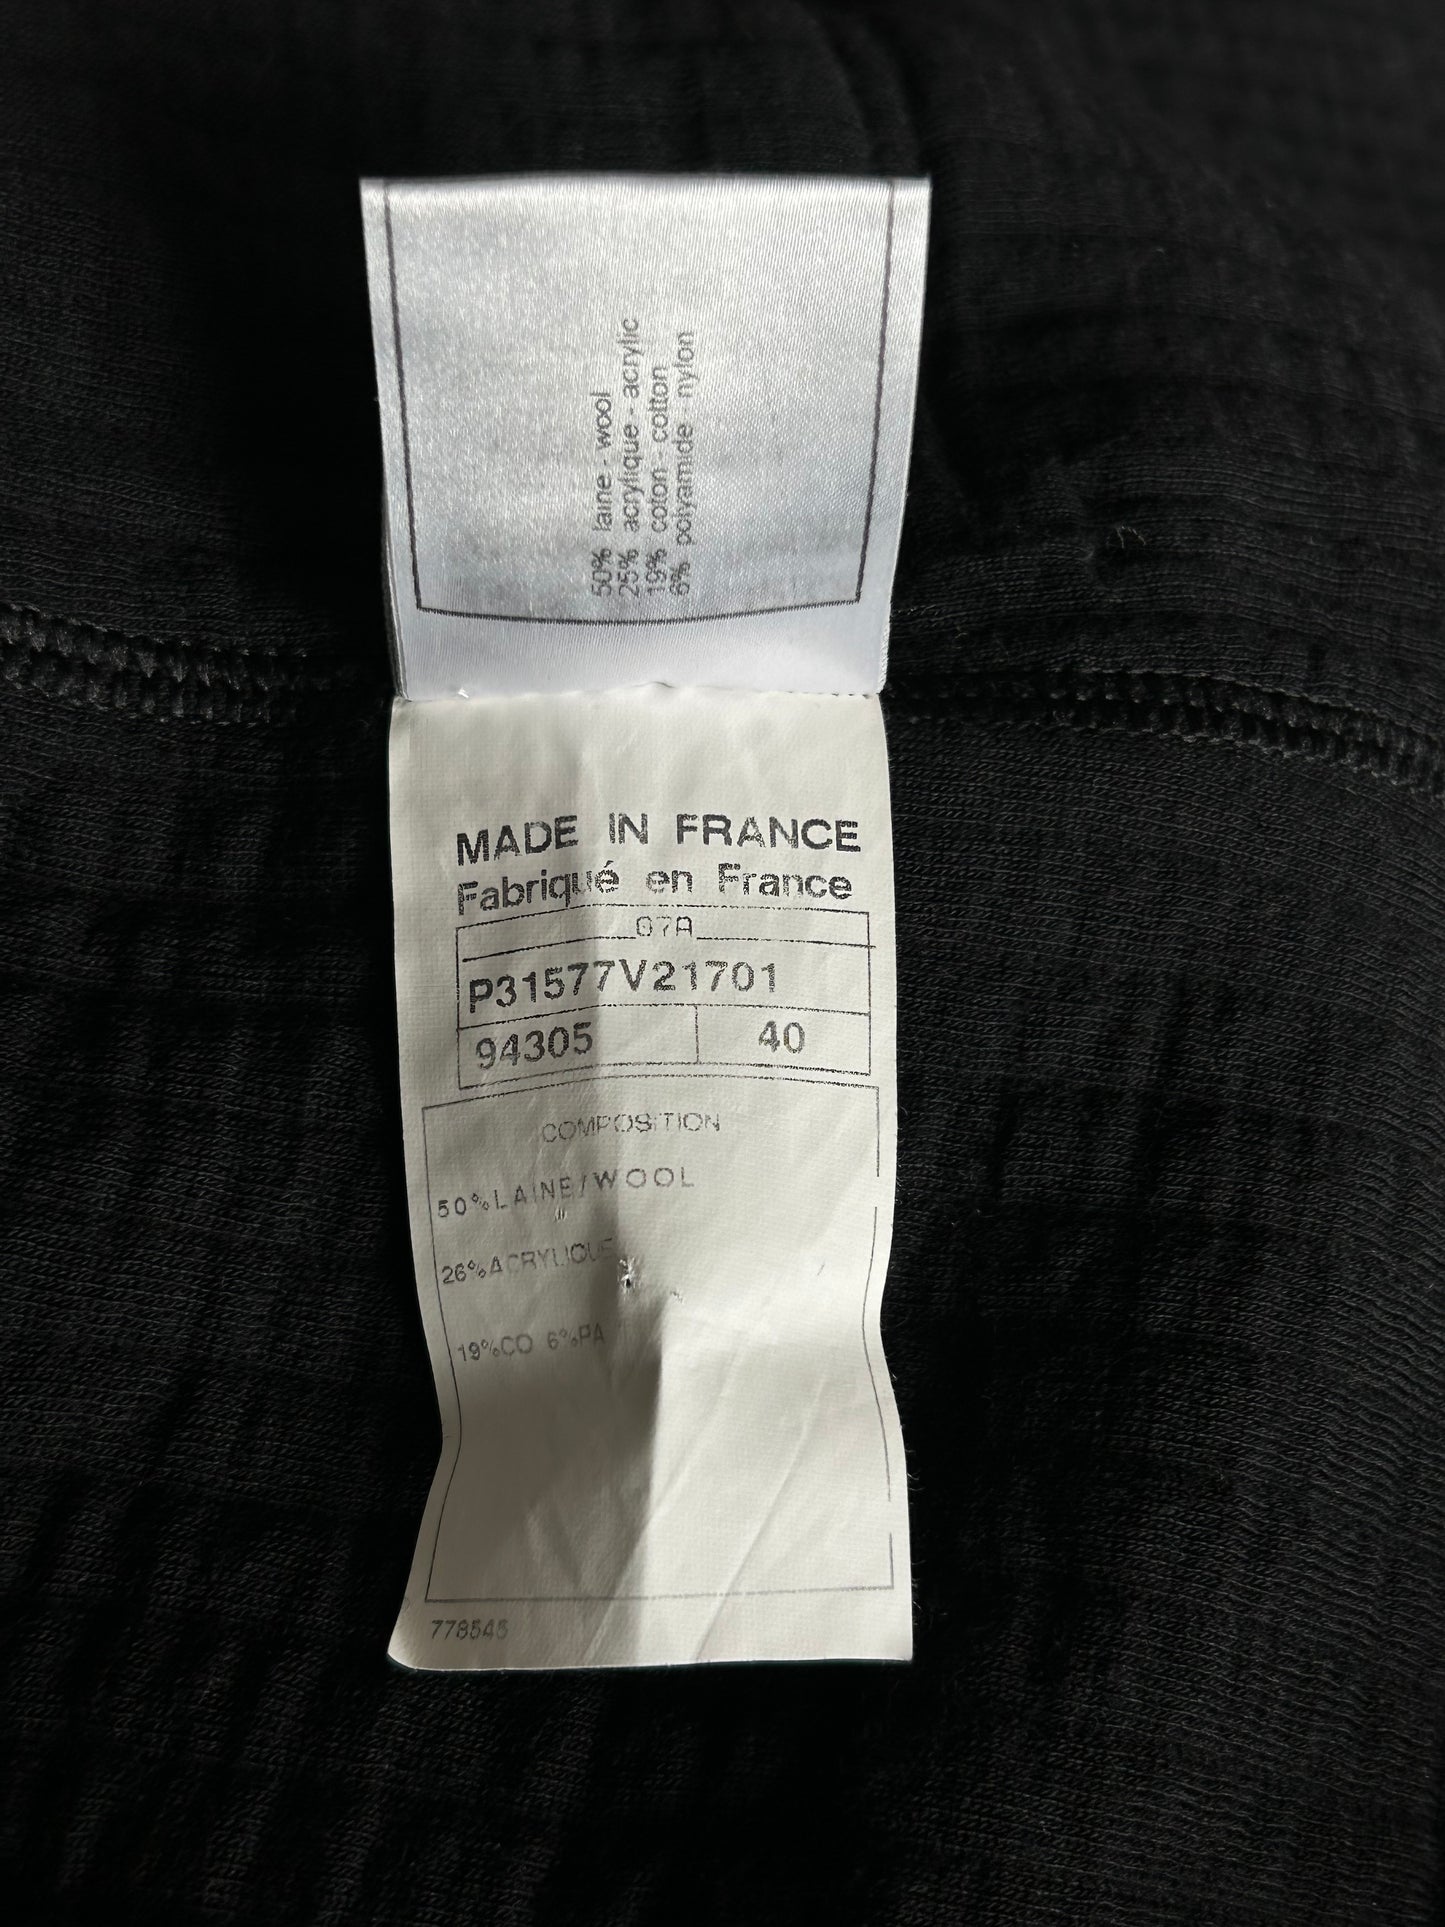 50% laine - wool
25% acrylique - acrylic
19% coton - cotton
6% polyamide - nylon
MADE IN FRANCE
Fabriqué en France
07A
P31577V21701
94305 40
COMPOSITION
50%LAINE/WOOL
26%ACRYLIQUE
19%CO 6%PA
778545